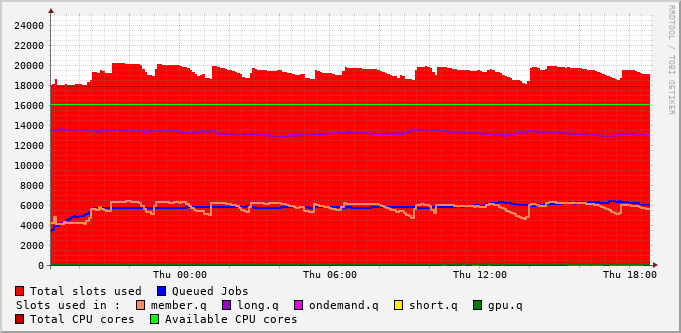 24000
22000
20000
18000
16000
14000
12000
10000
8000
6000
4000
2000
0
Thu 00:00 Thu 06:00 Thu 12:00 Thu 18:00
Total slots used Queued Jobs
Slots used in : member.q long.q ondemand.q short.q gpu.q
Total CPU cores Available CPU cores
RRDTOOL / TOBI OETIKER